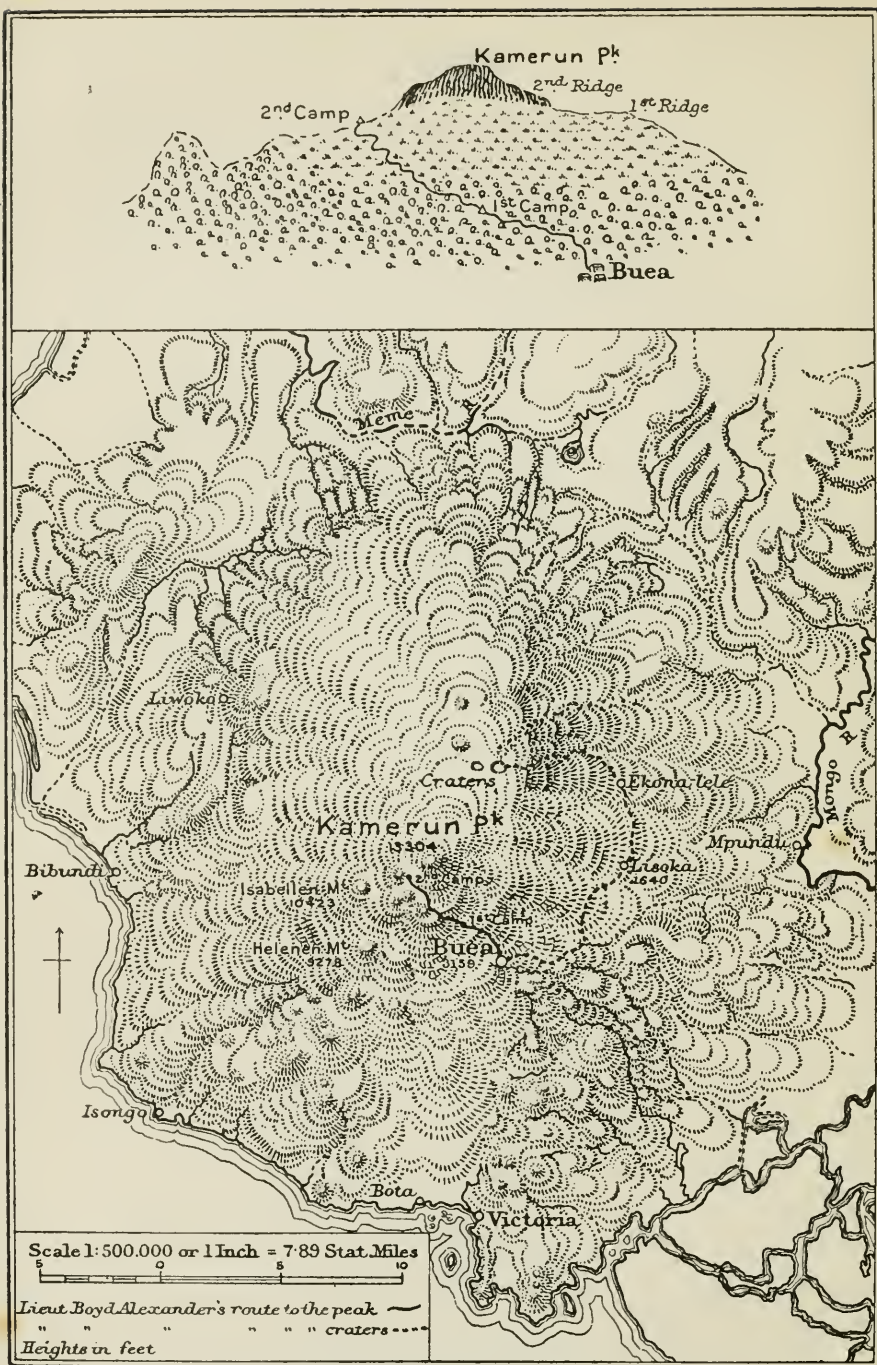 Kamerun Pk
2nd Ridge
1st Ridge
2nd Camp
1st Camp
Buea
Meme R
Liwoko
Craters
Ekona lele
Mongo R
Kamerun Pk
13304
Mpundu
Lisoka
1640
Bibundi
2nd Camp
Isabellen Mt
1st Camp
Buea
Helenen Mt
Isongo
Bota
Victoria
Scale 1:500.000 or 1 Inch = 7·89 Stat. Miles
5 0 5 10
Lieut Boyd Alexander's route to the peak
" " " " " " craters
Heights in feet